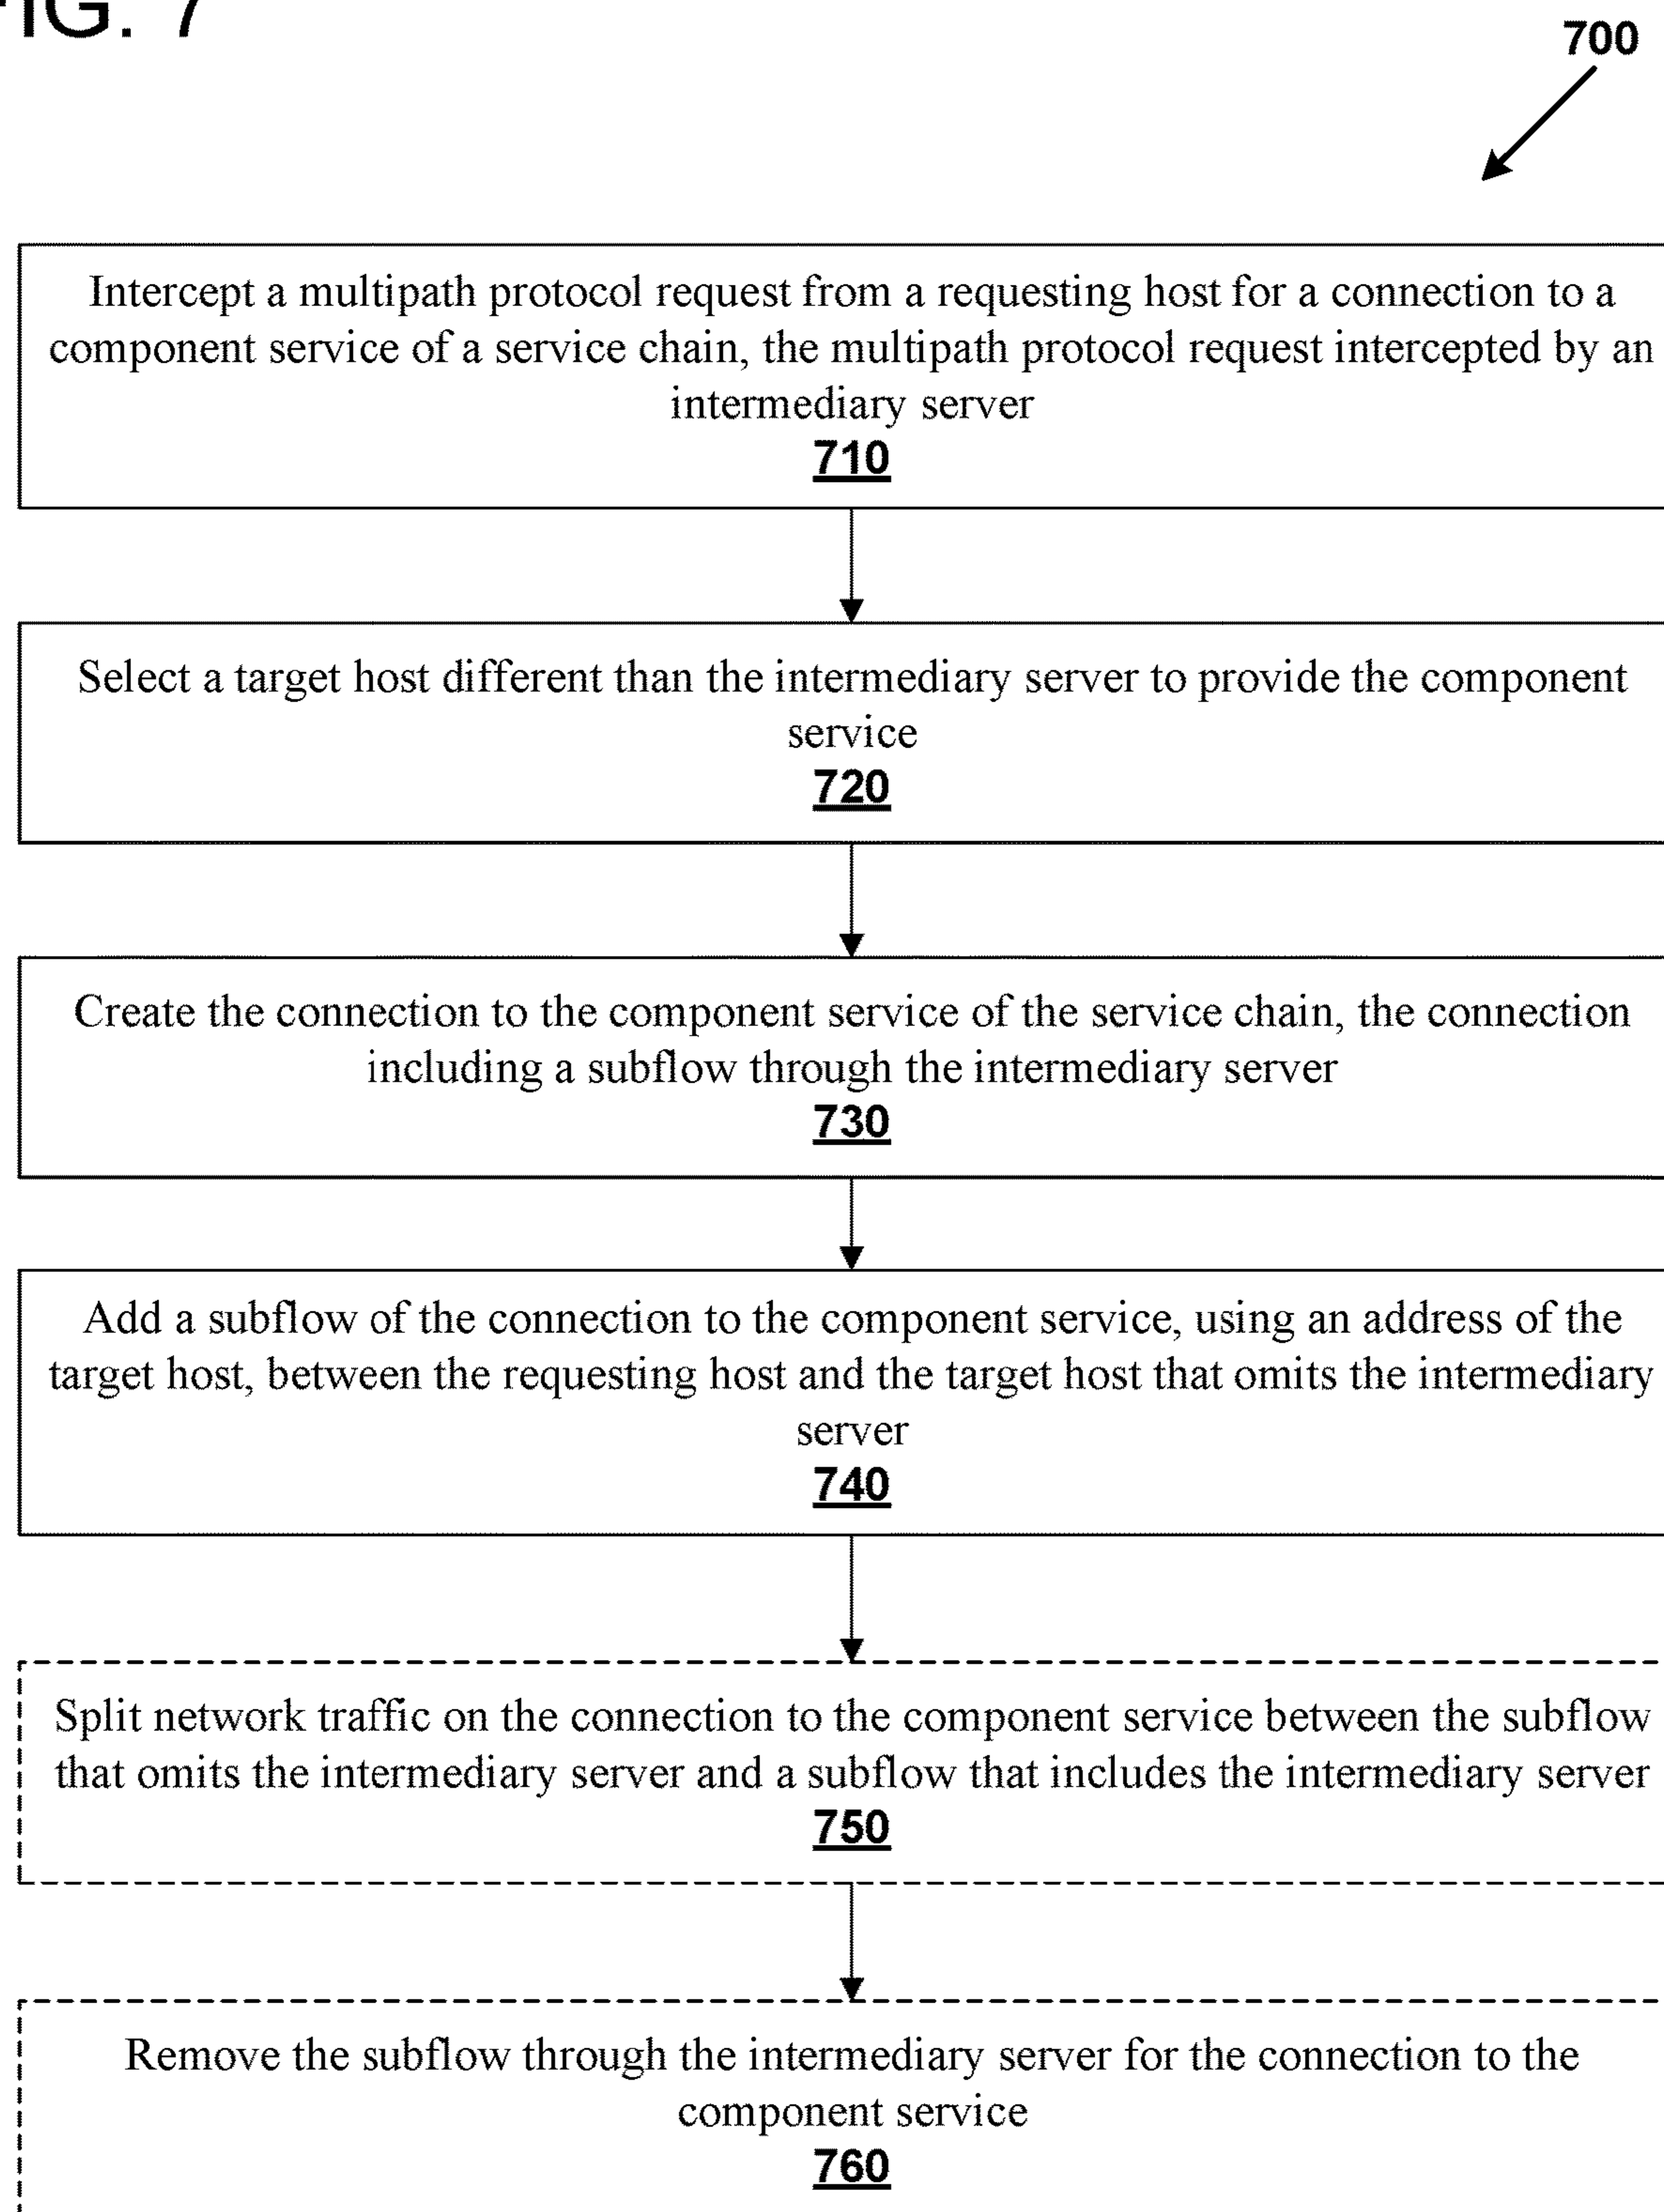 FIG. 7
700
Intercept a multipath protocol request from a requesting host for a connection to a
component service of a service chain, the multipath protocol request intercepted by an
intermediary server
710
Select a target host different than the intermediary server to provide the component
service
720
Create the connection to the component service of the service chain, the connection
including a subflow through the intermediary server
730
Add a subflow of the connection to the component service, using an address of the
target host, between the requesting host and the target host that omits the intermediary
server
740
Split network traffic on the connection to the component service between the subflow
that omits the intermediary server and a subflow that includes the intermediary server
750
Remove the subflow through the intermediary server for the connection to the
component service
760